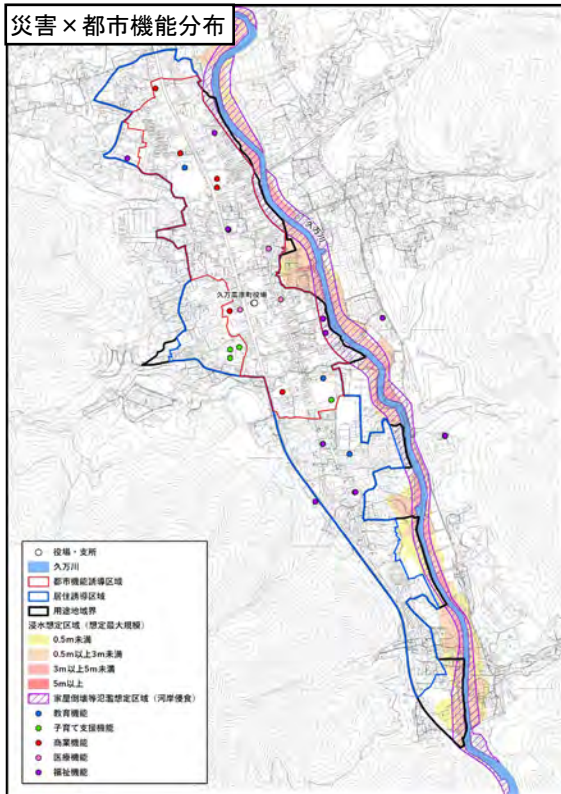 災害×都市機能分布
久万川
久万高原町役場
役場・支所
久万川
都市機能誘導区域
居住誘導区域
用途地域界
浸水想定区域（想定最大規模）
0.5m未満
0.5m以上3m未満
3m以上5m未満
5m以上
家屋倒壊等氾濫想定区域（河岸侵食）
教育機能
子育て支援機能
商業機能
医療機能
福祉機能